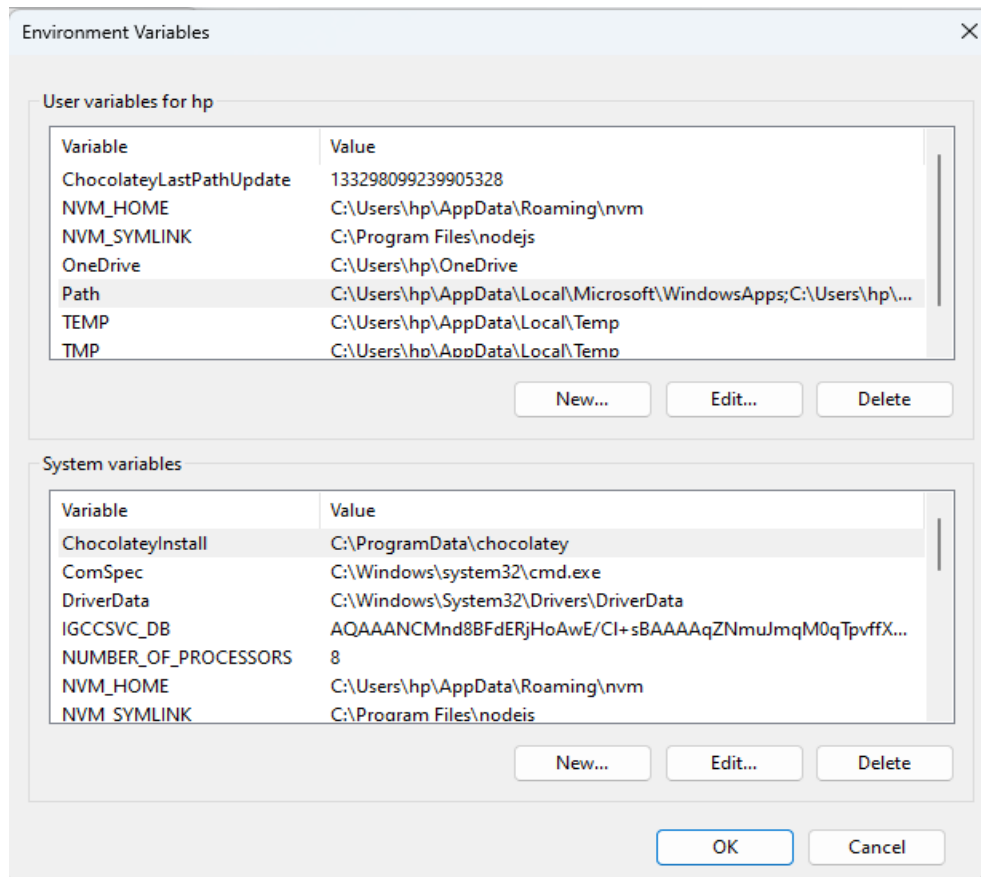 Environment Variables
User variables for hp
Variable Value
ChocolateyLastPathUpdate 133298099239905328
NVM_HOME C:\Users\hp\AppData\Roaming\nvm
NVM_SYMLINK C:\Program Files\nodejs
OneDrive C:\Users\hp\OneDrive
Path C:\Users\hp\AppData\Local\Microsoft\WindowsApps;C:\Users\hp\...
TEMP C:\Users\hp\AppData\Local\Temp
TMP C:\Users\hp\AppData\Local\Temp
New... Edit... Delete
System variables
Variable Value
ChocolateyInstall C:\ProgramData\chocolatey
ComSpec C:\Windows\system32\cmd.exe
DriverData C:\Windows\System32\Drivers\DriverData
IGCCSVC_DB AQAAANCMnd8BFdERjHoAwE/Cl+sBAAAAqZNmuJmqM0qTpvffX...
NUMBER_OF_PROCESSORS 8
NVM_HOME C:\Users\hp\AppData\Roaming\nvm
NVM_SYMLINK C:\Program Files\nodejs
New... Edit... Delete
OK Cancel